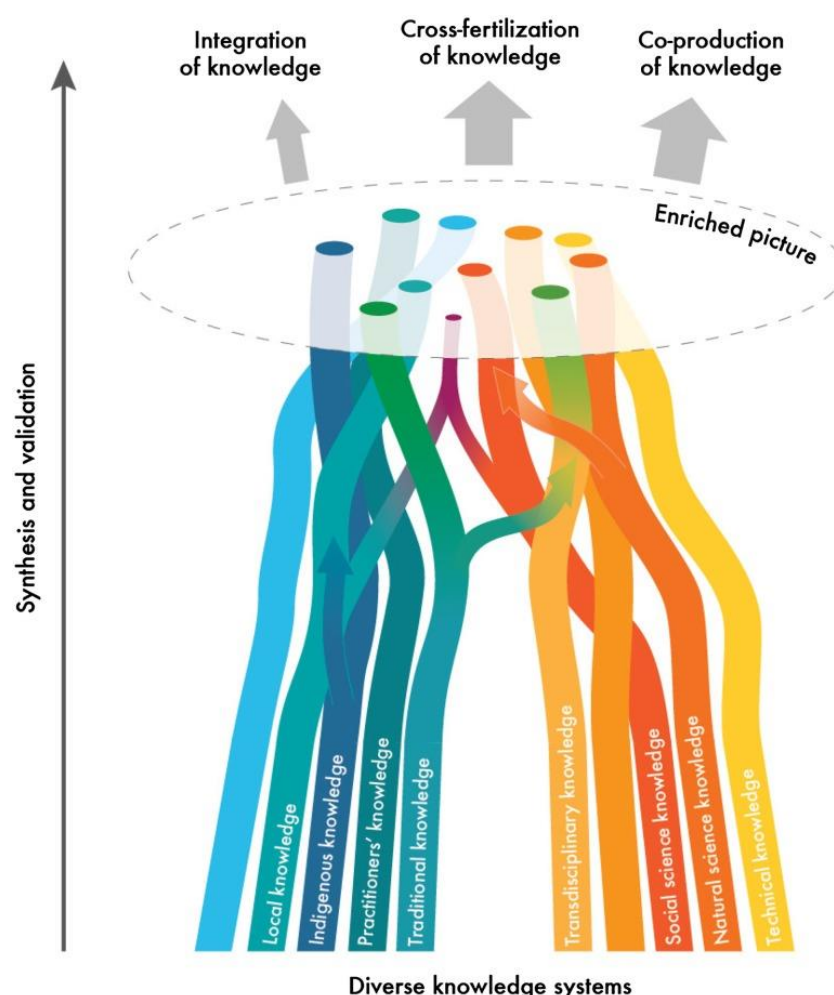 Integration
of knowledge
Cross-fertilization
of knowledge
Co-production
of knowledge
Enriched picture
Synthesis and validation
Local knowledge
Indigenous knowledge
Practitioners' knowledge
Traditional knowledge
Transdisciplinary knowledge
Social science knowledge
Natural science knowledge
Technical knowledge
Diverse knowledge systems